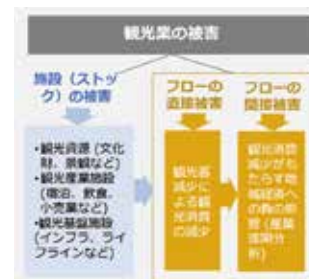 観光業の被害
施設（ストッ
ク）の被害
•観光資源 (文化
財、景観など)
•観光産業施設
(宿泊、飲食、
小売業など)
•観光基盤施設
(インフラ、ライ
フラインなど)
フローの
直接被害
観光客
減少によ
る観光消費
の減少
フローの
間接被害
観光消費
減少がも
たらす地
域経済へ
の負の影
響 (産業
連関分
析)